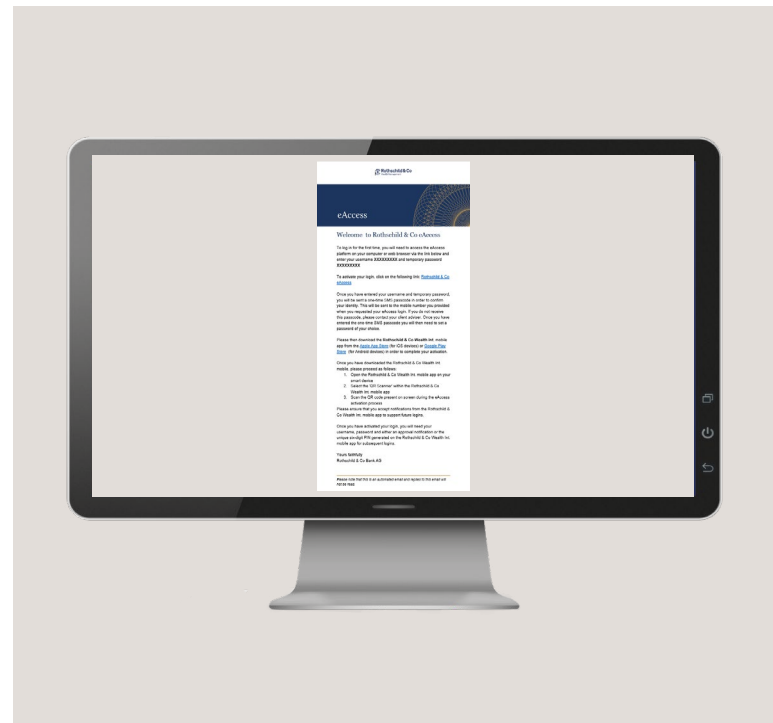 Rothschild & Co
eAccess
Welcome to Rothschild & Co eAccess
To log in for the first time, you will need to access the eAccess
platform on your computer or web browser via the link below and
enter your username XXXXXXXXX and temporary password
XXXXXXXXX
To activate your login, click on the following link: Rothschild & Co
eAccess
Once you have entered your username and temporary password,
you will be sent a one-time SMS passcode in order to confirm
your identity. This will be sent to the mobile number you provided
when you requested your eAccess login. If you do not receive
this passcode, please contact your client adviser. Once you have
entered the one-time SMS passcode you will then need to set a
password of your choice.
Please then download the Rothschild & Co Wealth Int. mobile
app from the Apple App Store (for iOS devices) or Google Play
Store (for Android devices) in order to complete your activation.
Once you have downloaded the Rothschild & Co Wealth Int.
mobile, please proceed as follows:
1. Open the Rothschild & Co Wealth Int. mobile app on your
smart device
2. Select the 'QR Scanner' within the Rothschild & Co
Wealth Int. mobile app
3. Scan the QR code present on screen during the eAccess
activation process
Please ensure that you accept notifications from the Rothschild &
Co Wealth Int. mobile app to support future logins.
Once you have activated your login, you will need your
username, password and either an approval notification or the
unique six-digit PIN generated on the Rothschild & Co Wealth Int.
mobile app for subsequent logins.
Yours faithfully
Rothschild & Co Bank AG
Please note that this is an automated email and replies to this email will
not be read.